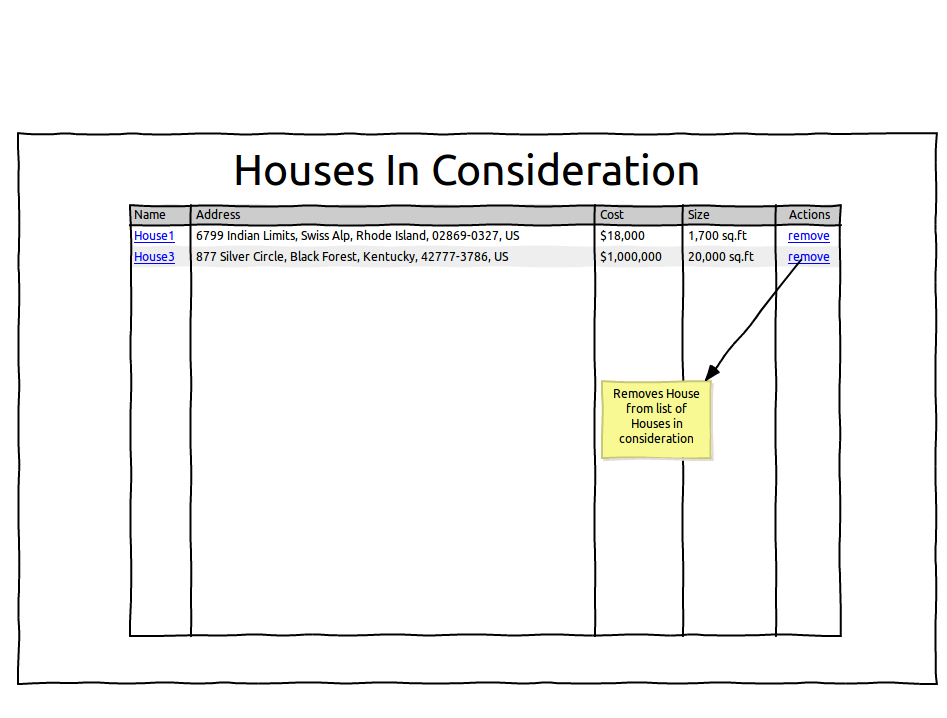 Houses In Consideration
Name Address Cost Size Actions
House1 6799 Indian Limits, Swiss Alp, Rhode Island, 02869-0327, US $18,000 1,700 sq.ft remove
House3 877 Silver Circle, Black Forest, Kentucky, 42777-3786, US $1,000,000 20,000 sq.ft remove
Removes House
from list of
Houses in
consideration